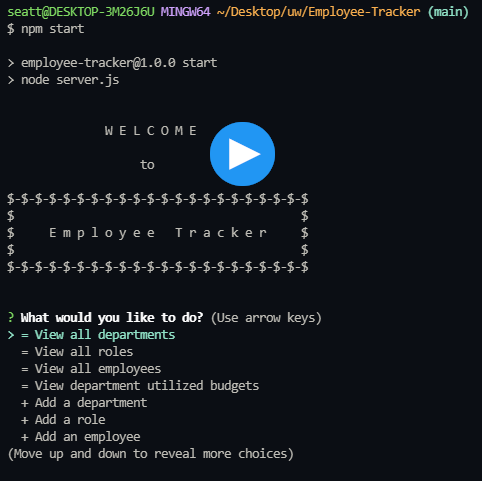 seatt@DESKTOP-3M26J6U MINGW64 ~/Desktop/uw/Employee-Tracker (main)
$ npm start
> employee-tracker@1.0.0 start
> node server.js
W E L C O M E
to
$-$-$-$-$-$-$-$-$-$-$-$-$-$-$-$-$-$-$-$-$-$
$ $
$ E m p l o y e e   T r a c k e r $
$ $
$-$-$-$-$-$-$-$-$-$-$-$-$-$-$-$-$-$-$-$-$-$
? What would you like to do? (Use arrow keys)
> = View all departments
= View all roles
= View all employees
= View department utilized budgets
+ Add a department
+ Add a role
+ Add an employee
(Move up and down to reveal more choices)